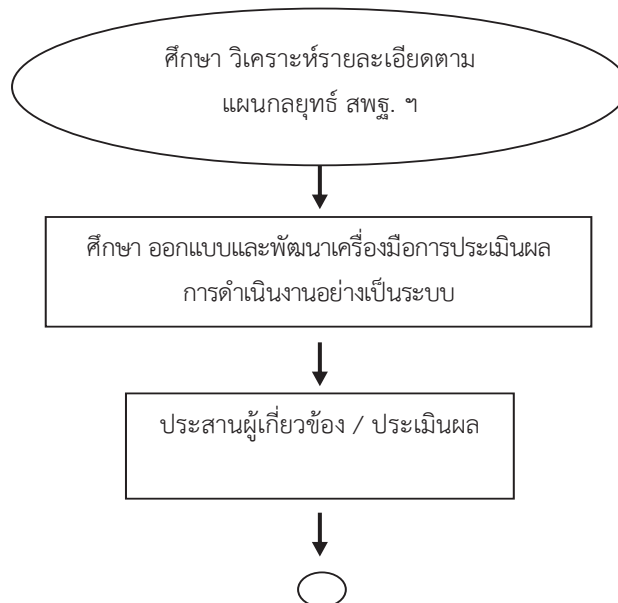 ศึกษา วิเคราะห์รายละเอียดตาม
แผนกลยุทธ์ สพฐ. ฯ
ศึกษา ออกแบบและพัฒนาเครื่องมือการประเมินผล
การดำเนินงานอย่างเป็นระบบ
ประสานผู้เกี่ยวข้อง / ประเมินผล